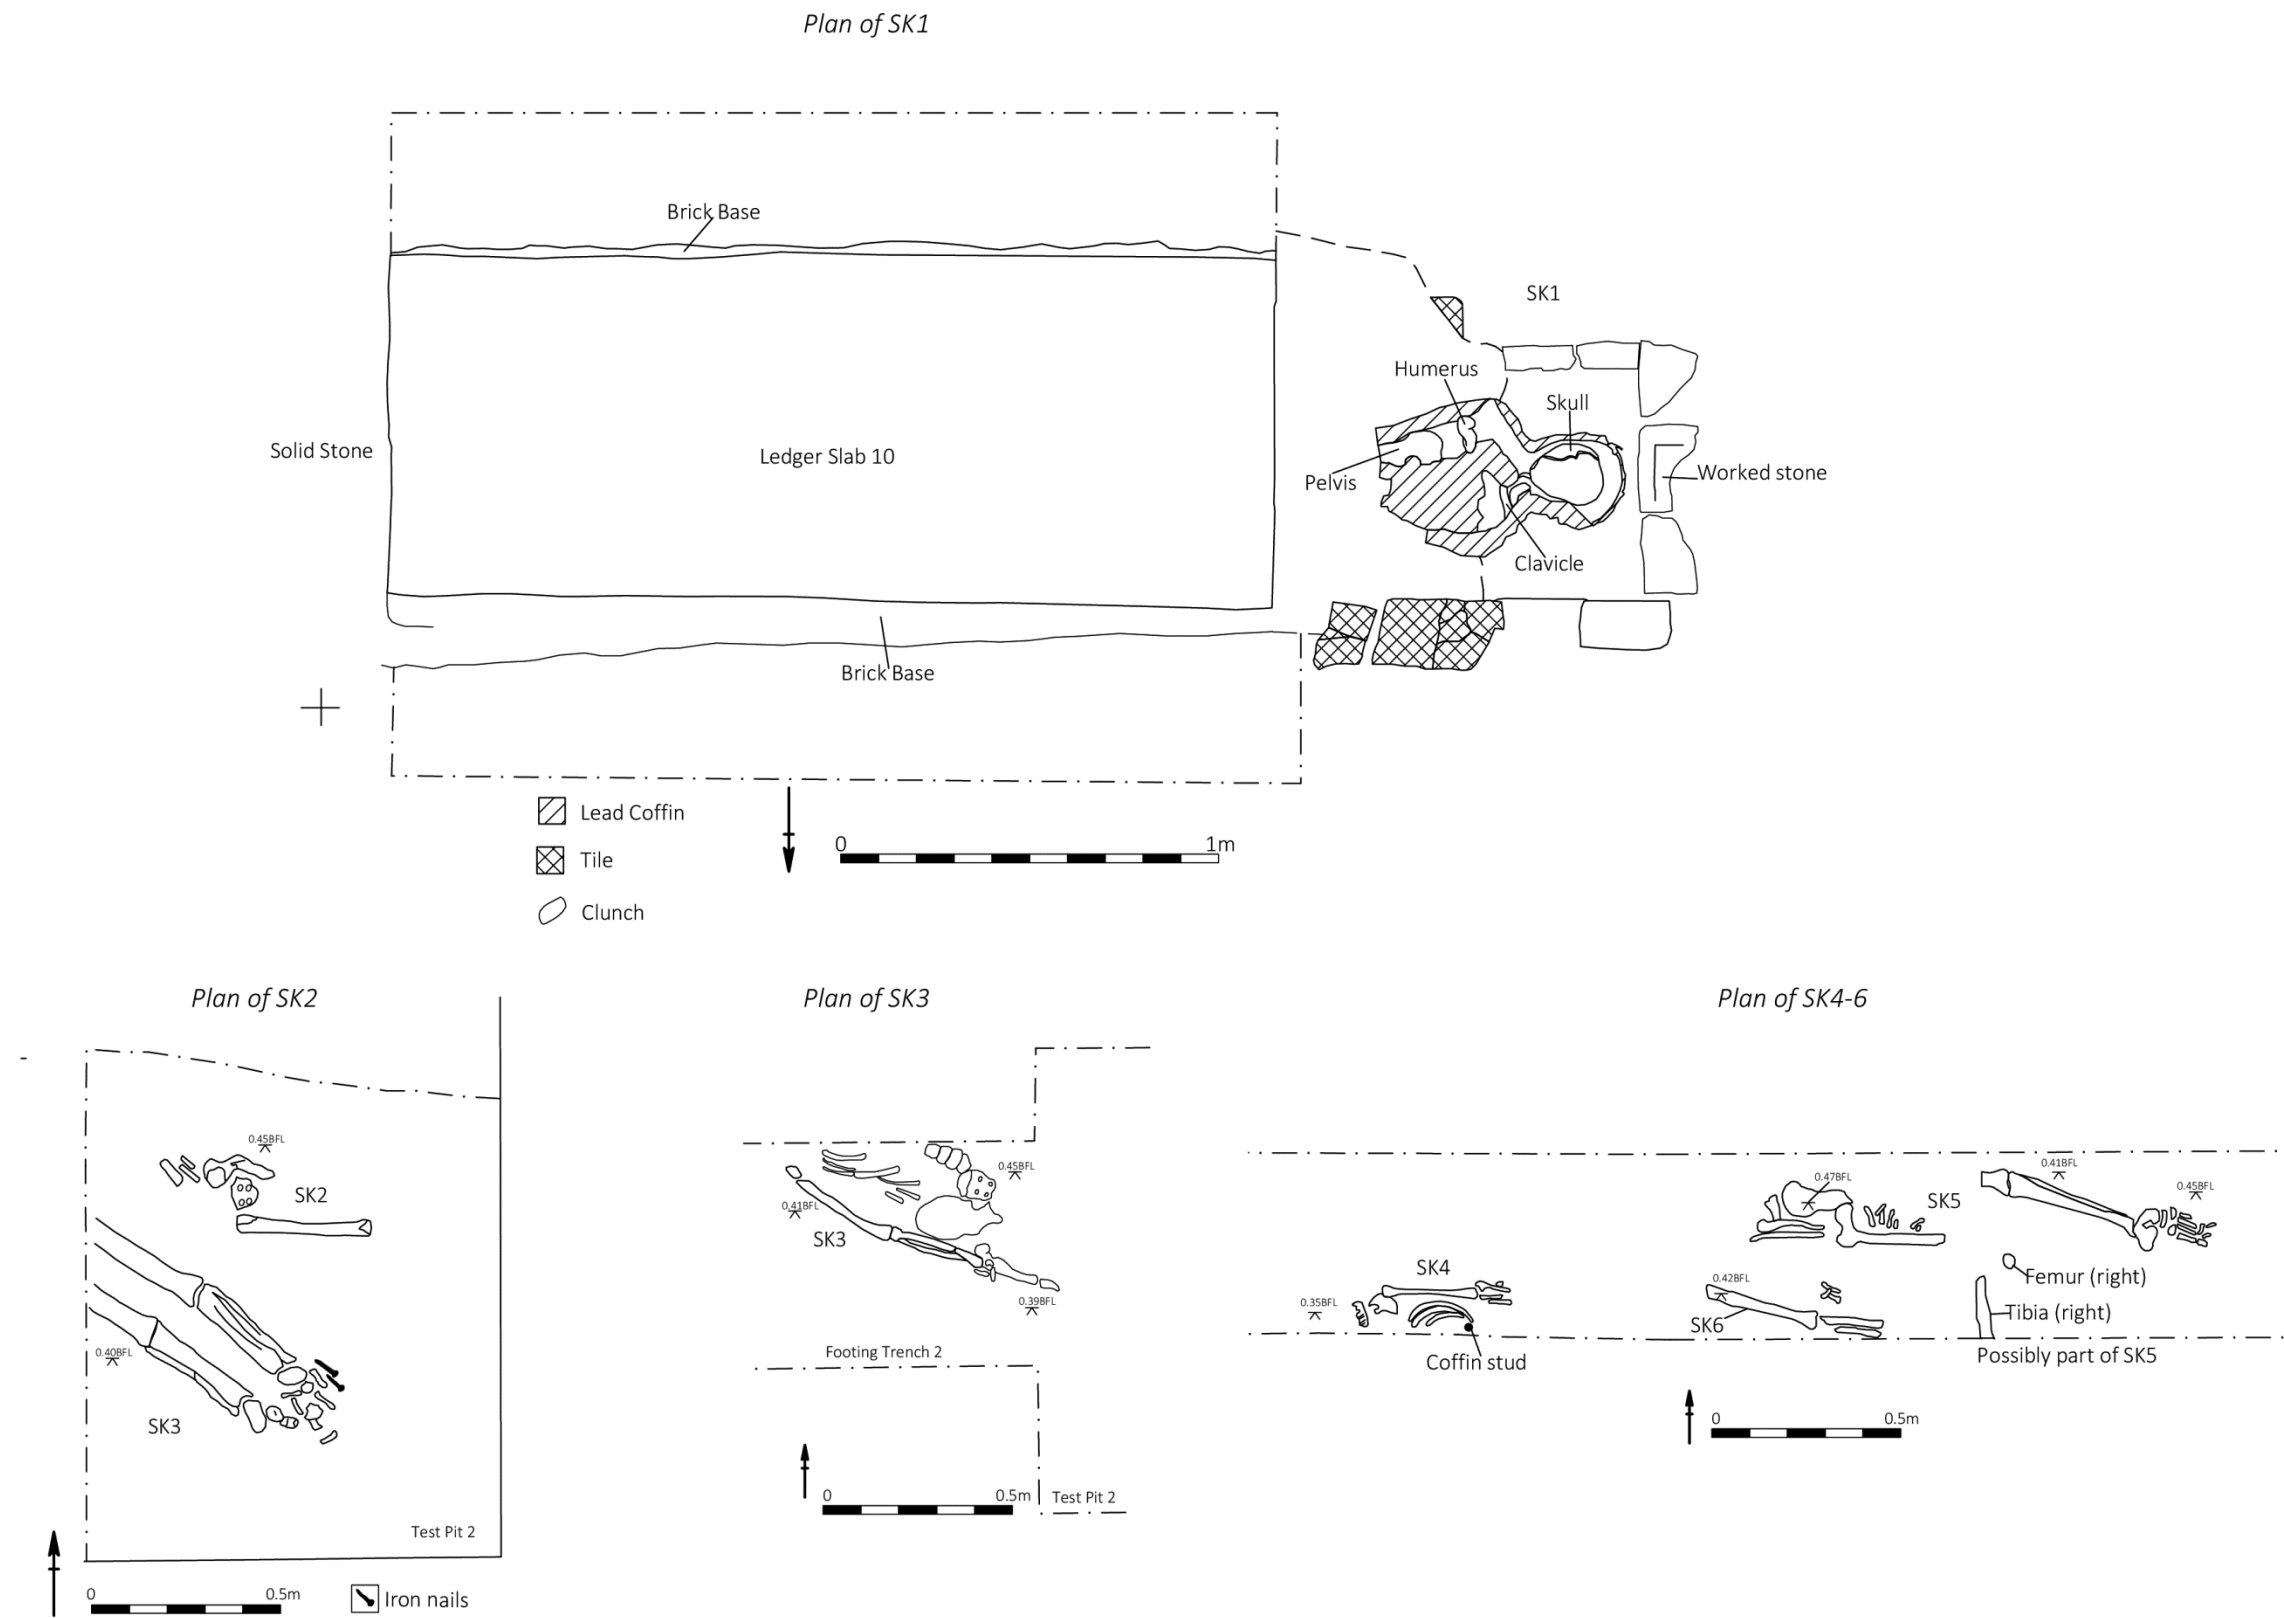 Plan of SK1
Brick Base
SK1
Humerus
Skull
Solid Stone
Ledger Slab 10
Pelvis
Worked stone
Clavicle
Brick Base
Lead Coffin
Tile
Clunch
0 1m
Plan of SK2
0.45BFL
SK2
0.40BFL
SK3
Test Pit 2
0 0.5m
Iron nails
Plan of SK3
0.45BFL
0.41BFL
SK3
0.39BFL
Footing Trench 2
0 0.5m
Test Pit 2
Plan of SK4-6
0.41BFL
0.47BFL
0.45BFL
SK5
SK4
Femur (right)
0.42BFL
0.35BFL
Tibia (right)
SK6
Possibly part of SK5
Coffin stud
0 0.5m